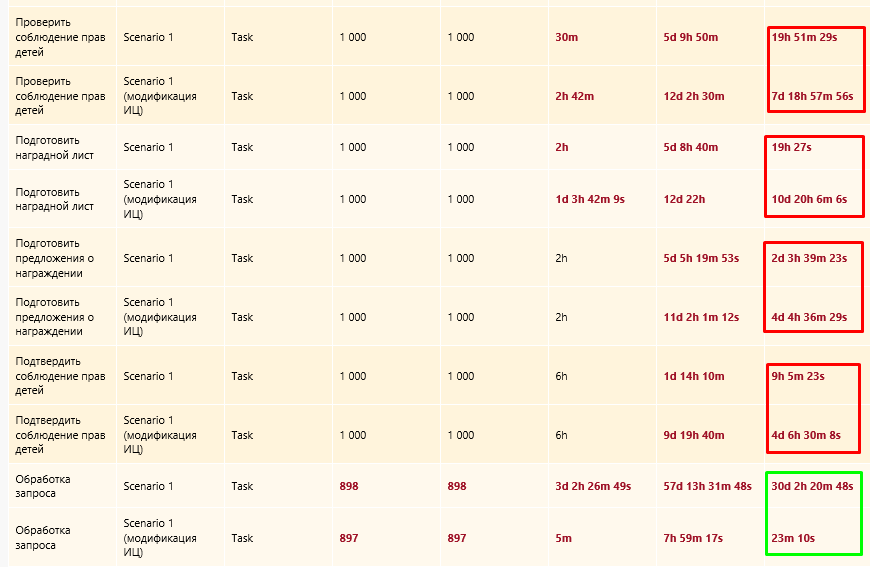 Проверить
соблюдение прав
детей
Scenario 1
Task
1 000
1 000
30m
5d 9h 50m
19h 51m 29s
Проверить
соблюдение прав
детей
Scenario 1
(модификация
ИЦ)
Task
1 000
1 000
2h 42m
12d 2h 30m
7d 18h 57m 56s
Подготовить
наградной лист
Scenario 1
Task
1 000
1 000
2h
5d 8h 40m
19h 27s
Подготовить
наградной лист
Scenario 1
(модификация
ИЦ)
Task
1 000
1 000
1d 3h 42m 9s
12d 22h
10d 20h 6m 6s
Подготовить
предложения о
награждении
Scenario 1
Task
1 000
1 000
2h
5d 5h 19m 53s
2d 3h 39m 23s
Подготовить
предложения о
награждении
Scenario 1
(модификация
ИЦ)
Task
1 000
1 000
2h
11d 2h 1m 12s
4d 4h 36m 29s
Подтвердить
соблюдение прав
детей
Scenario 1
Task
1 000
1 000
6h
1d 14h 10m
9h 5m 23s
Подтвердить
соблюдение прав
детей
Scenario 1
(модификация
ИЦ)
Task
1 000
1 000
6h
9d 19h 40m
4d 6h 30m 8s
Обработка
запроса
Scenario 1
Task
898
898
3d 2h 26m 49s
57d 13h 31m 48s
30d 2h 20m 48s
Обработка
запроса
Scenario 1
(модификация
ИЦ)
Task
897
897
5m
7h 59m 17s
23m 10s